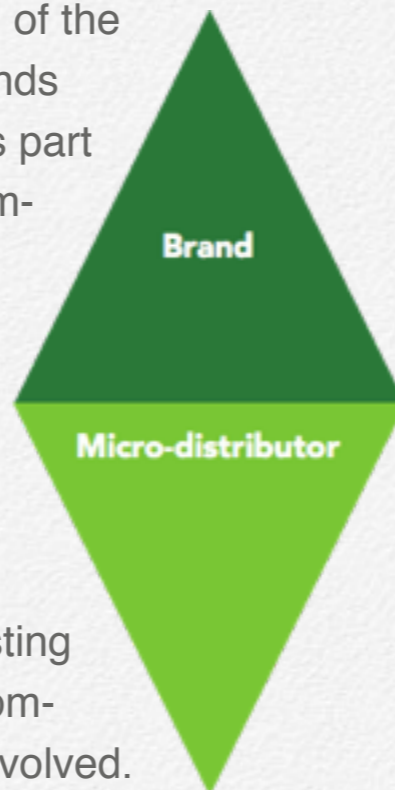 of the
nds
s part
m-
Brand
Micro-distributor
sting
om-
volved.